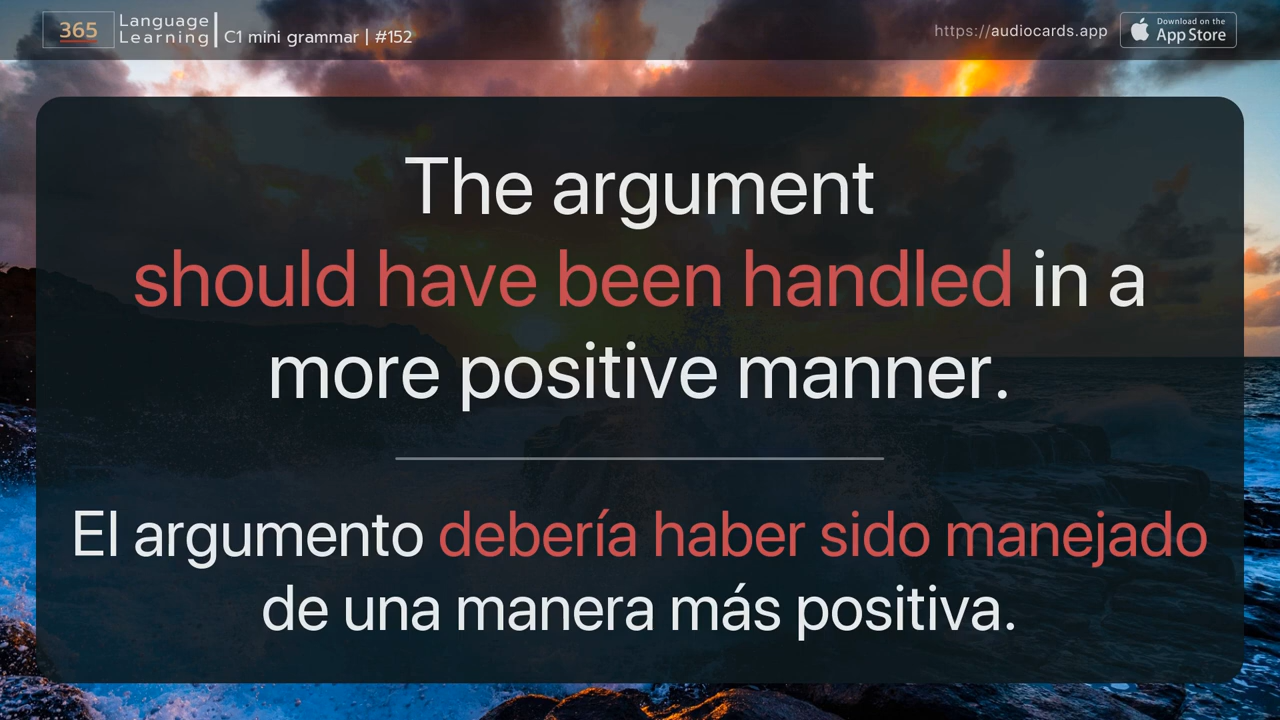 365
Language
Learning
C1 mini grammar | #152
https://audiocards.app
Download on the
App Store
The argument
should have been handled in a
more positive manner.
El argumento debería haber sido manejado
de una manera más positiva.